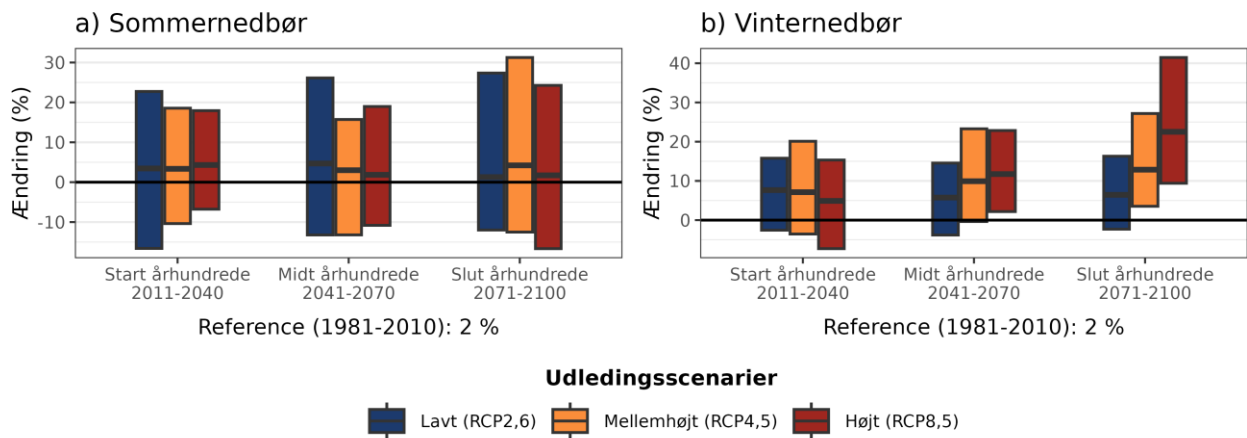 a) Sommernedbør
Ændring (%)
30
20
10
0
-10
Start århundrede
2011-2040
Midt århundrede
2041-2070
Slut århundrede
2071-2100
Reference (1981-2010): 2 %
b) Vinternedbør
Ændring (%)
40
30
20
10
0
Start århundrede
2011-2040
Midt århundrede
2041-2070
Slut århundrede
2071-2100
Reference (1981-2010): 2 %
Udledingsscenarier
Lavt (RCP2,6)
Mellemhøjt (RCP4,5)
Højt (RCP8,5)